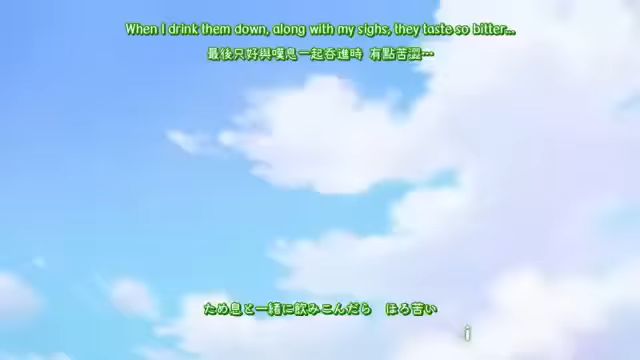 When I drink them down, along with my sighs, they taste so bitter...
最後只好與嘆息一起吞進時 有點苦澀…
ため息と一緒に飲みこんだら　ほろ苦い
i